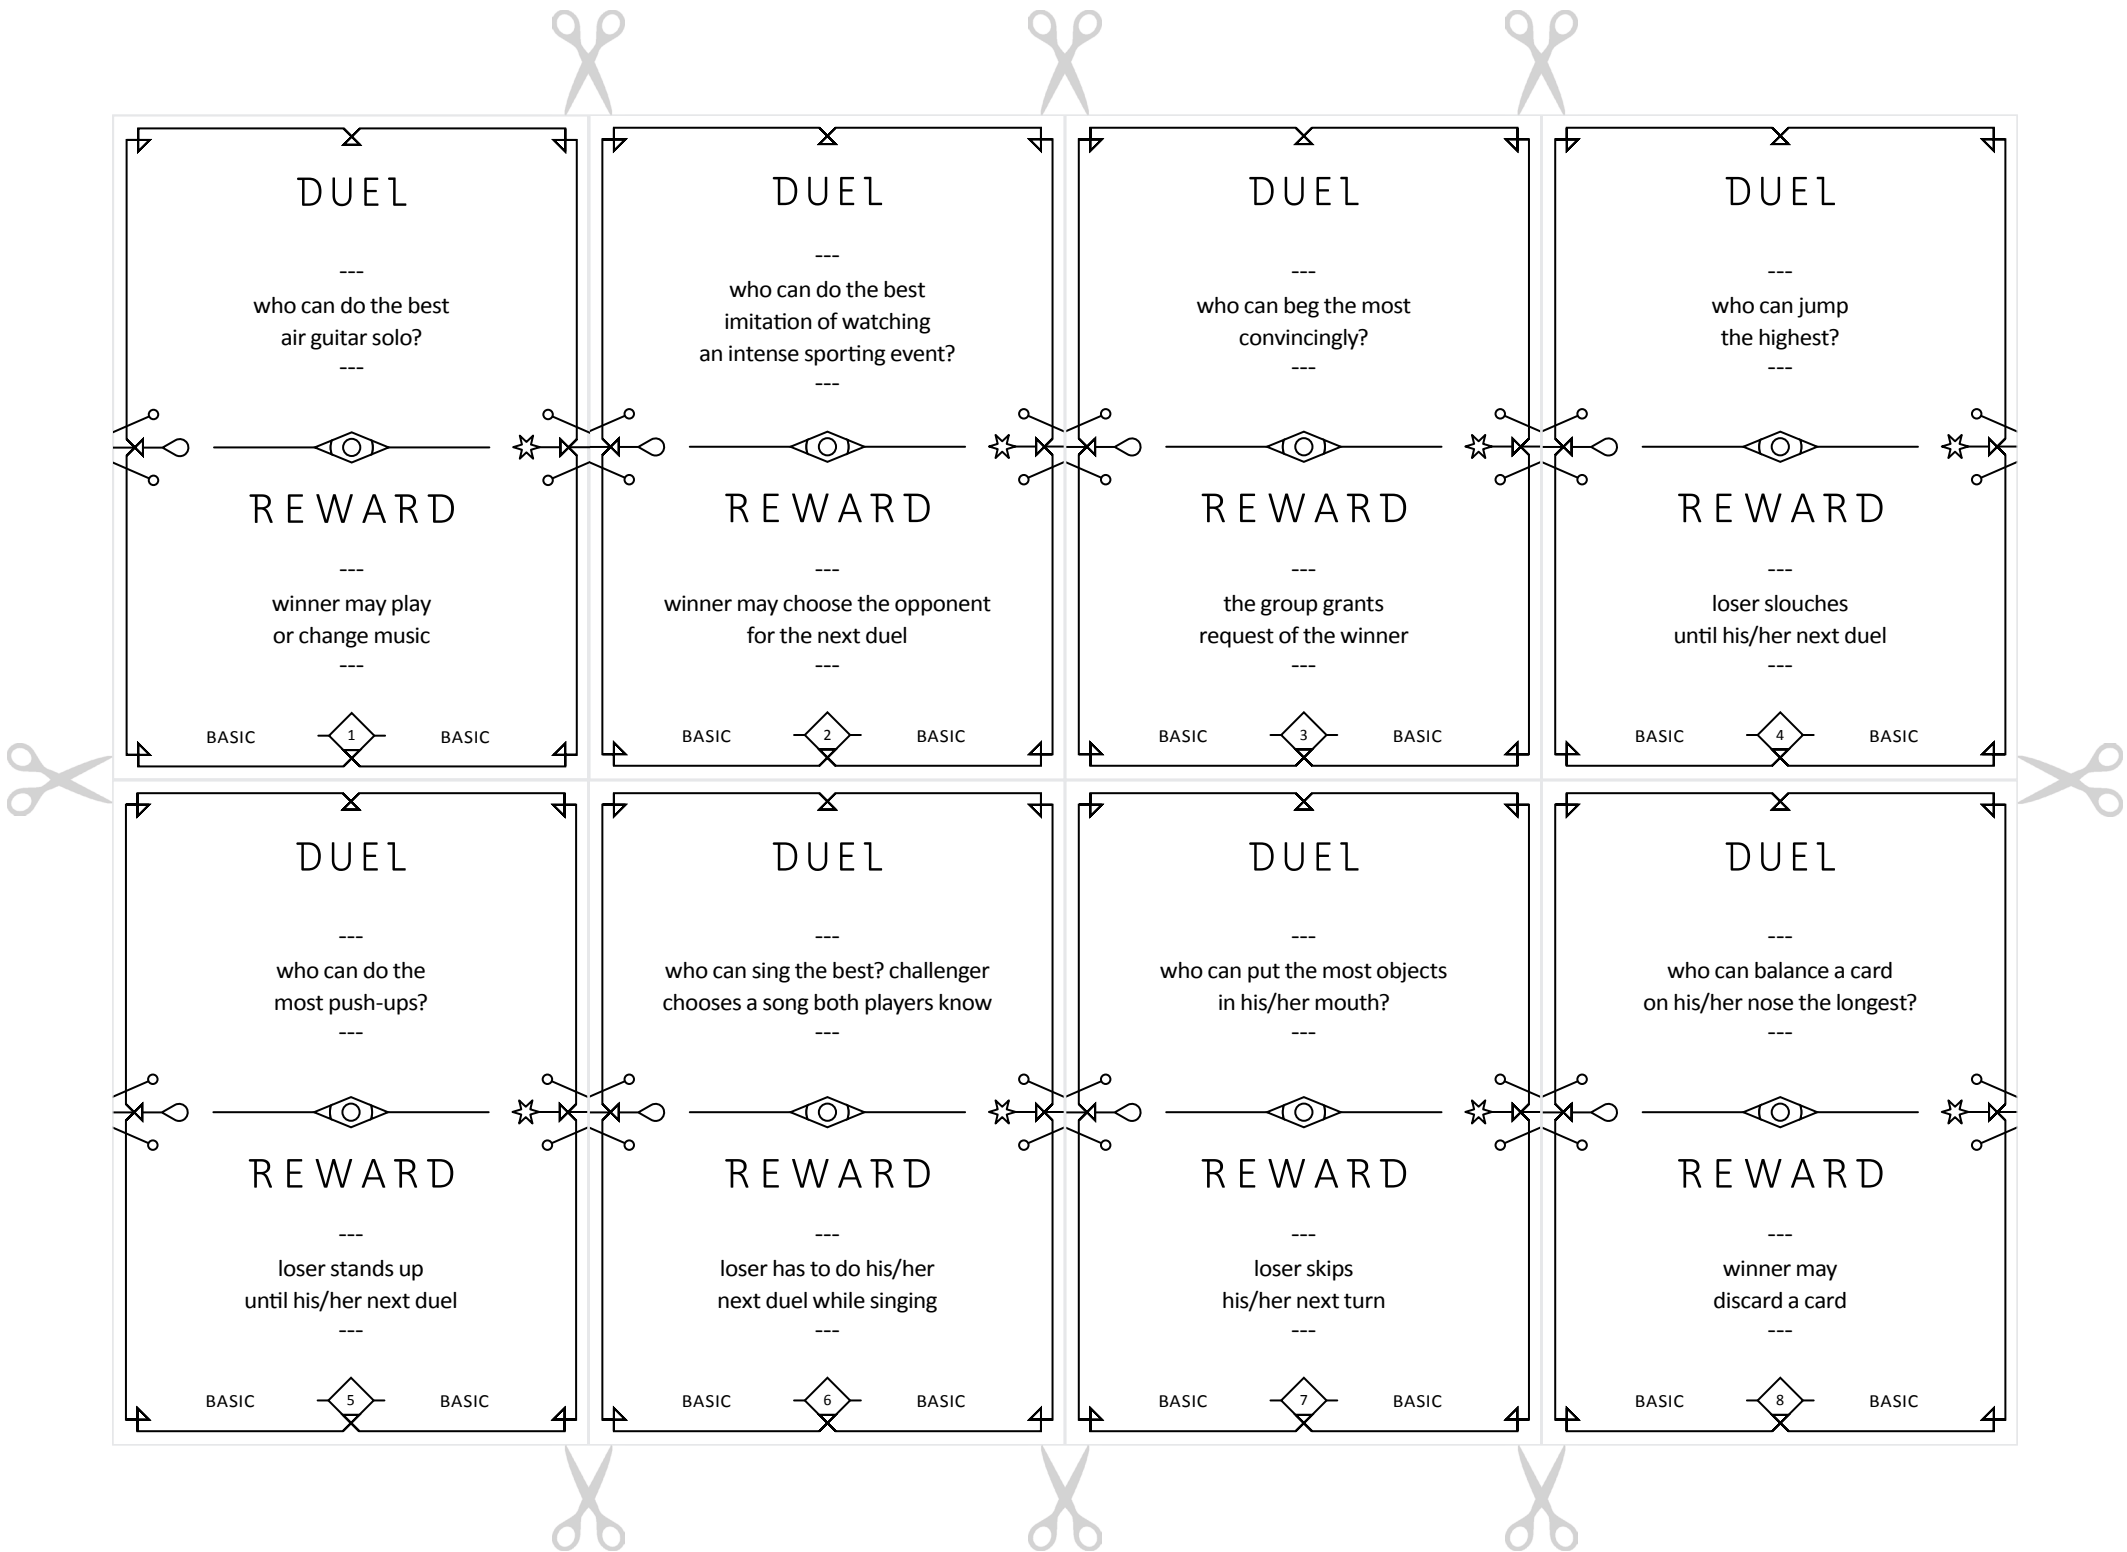 DUEL
---
who can do the best
air guitar solo?
---
REWARD
---
winner may play
or change music
---
BASIC 1 BASIC
DUEL
---
who can do the best
imitation of watching
an intense sporting event?
---
REWARD
---
winner may choose the opponent
for the next duel
---
BASIC 2 BASIC
DUEL
---
who can beg the most
convincingly?
---
REWARD
---
the group grants
request of the winner
---
BASIC 3 BASIC
DUEL
---
who can jump
the highest?
---
REWARD
---
loser slouches
until his/her next duel
---
BASIC 4 BASIC
DUEL
---
who can do the
most push-ups?
---
REWARD
---
loser stands up
until his/her next duel
---
BASIC 5 BASIC
DUEL
---
who can sing the best? challenger
chooses a song both players know
---
REWARD
---
loser has to do his/her
next duel while singing
---
BASIC 6 BASIC
DUEL
---
who can put the most objects
in his/her mouth?
---
REWARD
---
loser skips
his/her next turn
---
BASIC 7 BASIC
DUEL
---
who can balance a card
on his/her nose the longest?
---
REWARD
---
winner may
discard a card
---
BASIC 8 BASIC